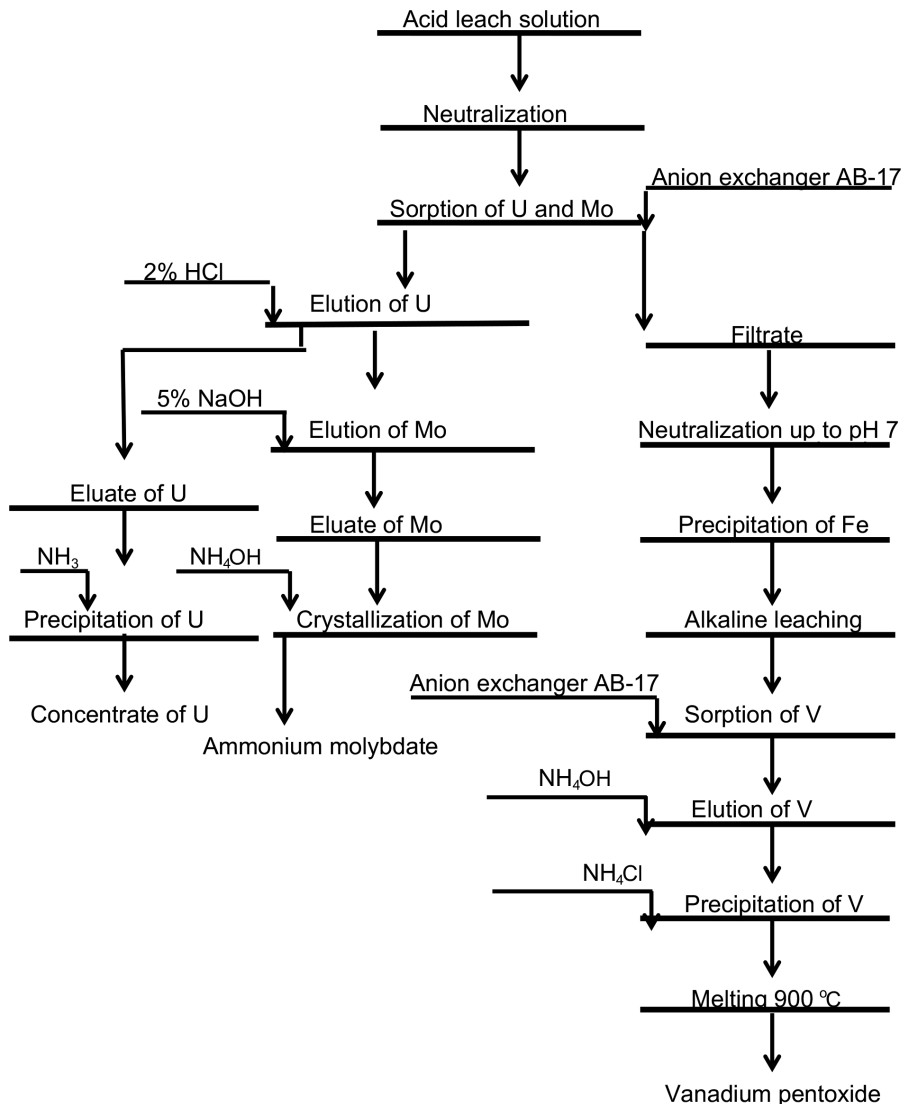 Acid leach solution
Neutralization
Anion exchanger AB-17
Sorption of U and Mo
2% HCl
Elution of U
Filtrate
5% NaOH
Elution of Mo
Neutralization up to pH 7
Eluate of U
Eluate of Mo
Precipitation of Fe
NH₃
NH₄OH
Precipitation of U
Crystallization of Mo
Alkaline leaching
Anion exchanger AB-17
Concentrate of U
Sorption of V
Ammonium molybdate
NH₄OH
Elution of V
NH₄Cl
Precipitation of V
Melting 900 °C
Vanadium pentoxide